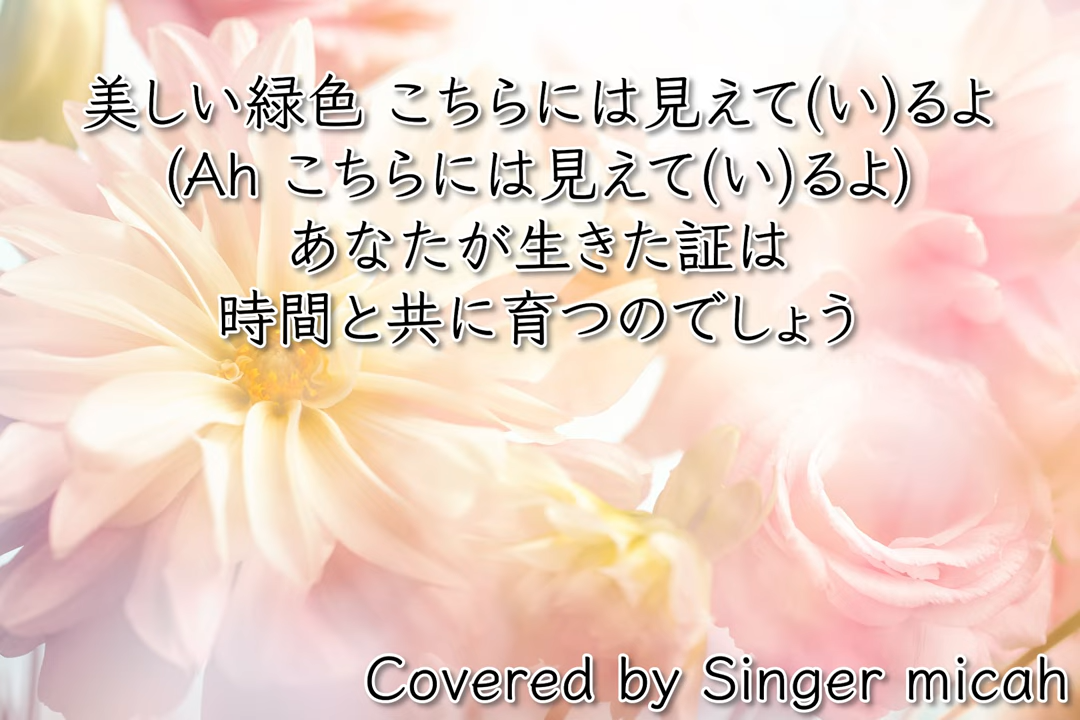 美しい緑色 こちらには見えて(い)るよ
(Ah こちらには見えて(い)るよ)
あなたが生きた証は
時間と共に育つのでしょう
Covered by Singer micah